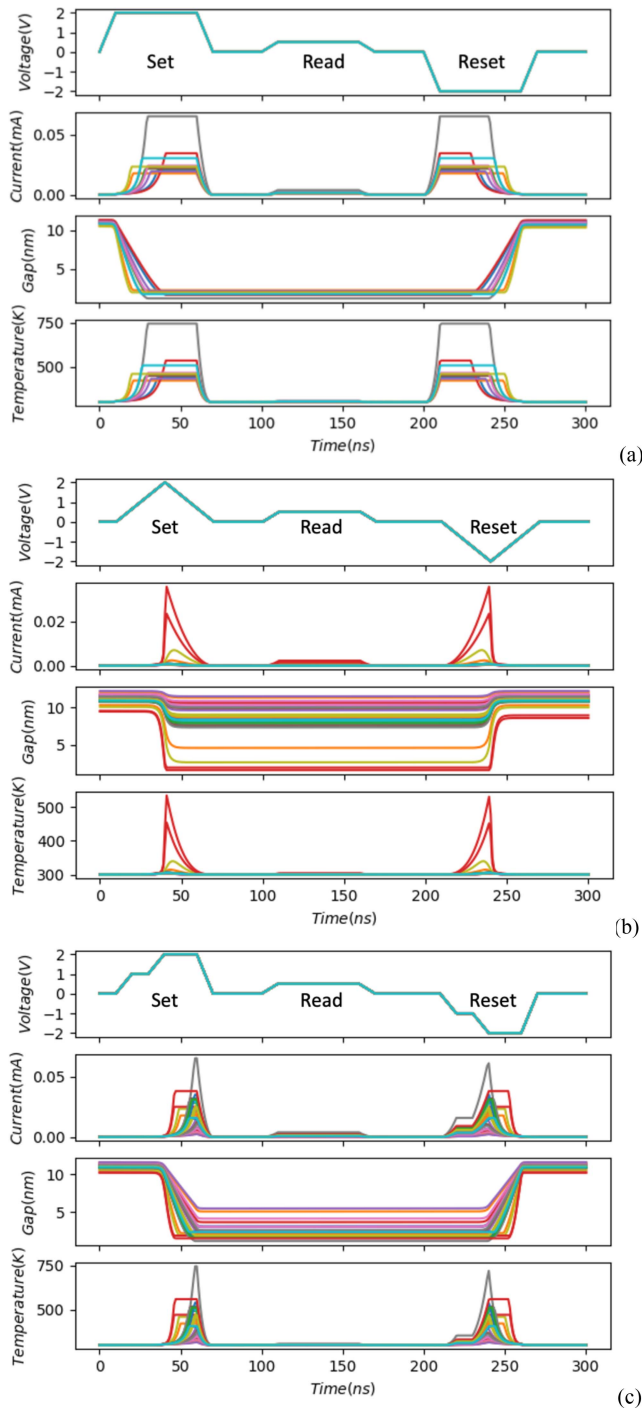 Voltage(V)
2
1
0
−1
−2
Set
Read
Reset
Current(mA)
0.05
0.00
Gap(nm)
10
5
Temperature(K)
750
500
0
50
100
150
200
250
300
Time(ns)
(a)
Voltage(V)
2
1
0
−1
−2
Set
Read
Reset
Current(mA)
0.02
0.00
Gap(nm)
10
5
Temperature(K)
500
400
300
0
50
100
150
200
250
300
Time(ns)
(b)
Voltage(V)
2
1
0
−1
−2
Set
Read
Reset
Current(mA)
0.05
0.00
Gap(nm)
10
5
Temperature(K)
750
500
0
50
100
150
200
250
300
Time(ns)
(c)